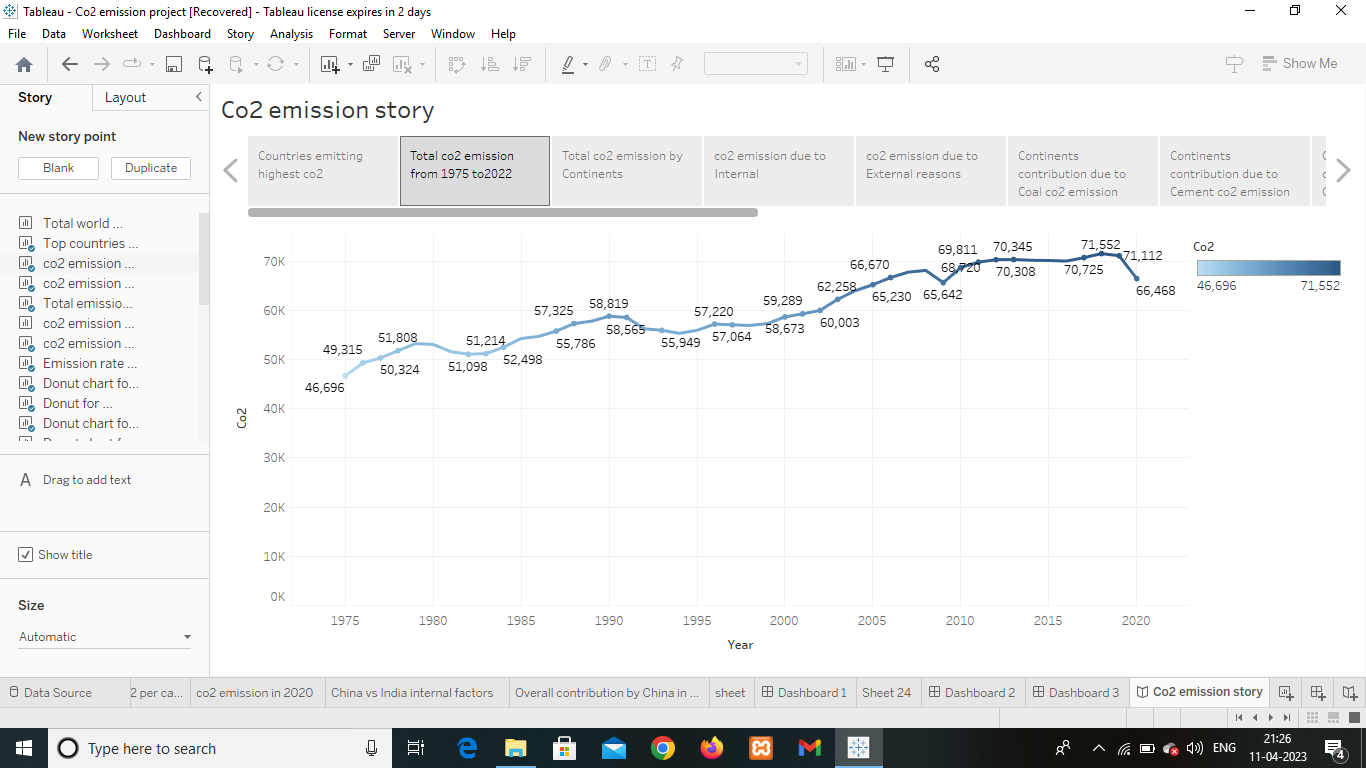 Tableau - Co2 emission project [Recovered] - Tableau license expires in 2 days
File Data Worksheet Dashboard Story Analysis Format Server Window Help
Show Me
Story Layout
New story point
Blank Duplicate
Total world ...
Top countries ...
co2 emission ...
co2 emission ...
Total emissio...
co2 emission ...
co2 emission ...
Emission rate ...
Donut chart fo...
Donut for ...
Donut chart fo...
A Drag to add text
Show title
Size
Automatic
Co2 emission story
Countries emitting
highest co2
Total co2 emission
from 1975 to2022
Total co2 emission by
Continents
co2 emission due to
Internal
co2 emission due to
External reasons
Continents
contribution due to
Coal co2 emission
Continents
contribution due to
Cement co2 emission
Co2
70K
60K
50K
40K
30K
20K
10K
0K
46,696
49,315
50,324
51,808
51,098
51,214
52,498
57,325
55,786
58,819
58,565
55,949
57,220
57,064
59,289
58,673
62,258
60,003
66,670
65,230
65,642
69,811
68,720
70,345
70,308
70,725
71,552
71,112
66,468
1975 1980 1985 1990 1995 2000 2005 2010 2015 2020
Year
Co2
46,696 71,552
Data Source 2 per ca... co2 emission in 2020 China vs India internal factors Overall contribution by China in ... sheet Dashboard 1 Sheet 24 Dashboard 2 Dashboard 3 Co2 emission story
Type here to search
ENG
21:26
11-04-2023
4